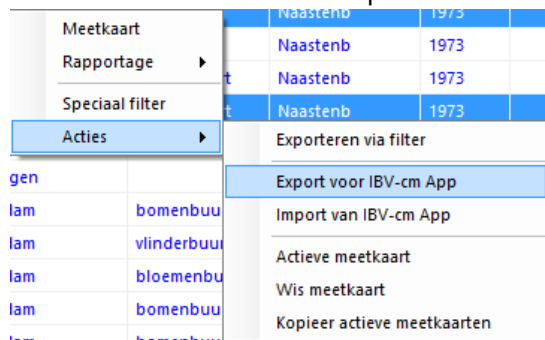 Naastenb 1973
Meetkaart
Naastenb 1973
Rapportage
t Naastenb 1973
Speciaal filter
t Naastenb 1973
Acties
Exporteren via filter
gen
Export voor IBV-cm App
lam bomenbuu
Import van IBV-cm App
lam vlinderbuur
Actieve meetkaart
lam bloemenbu
Wis meetkaart
lam bomenbuu
Kopieer actieve meetkaarten